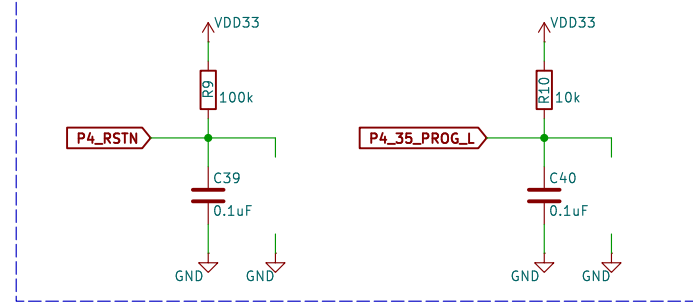 VDD33
R9
100k
P4_RSTN
C39
0.1uF
GND
GND
VDD33
R10
10k
P4_35_PROG_L
C40
0.1uF
GND
GND